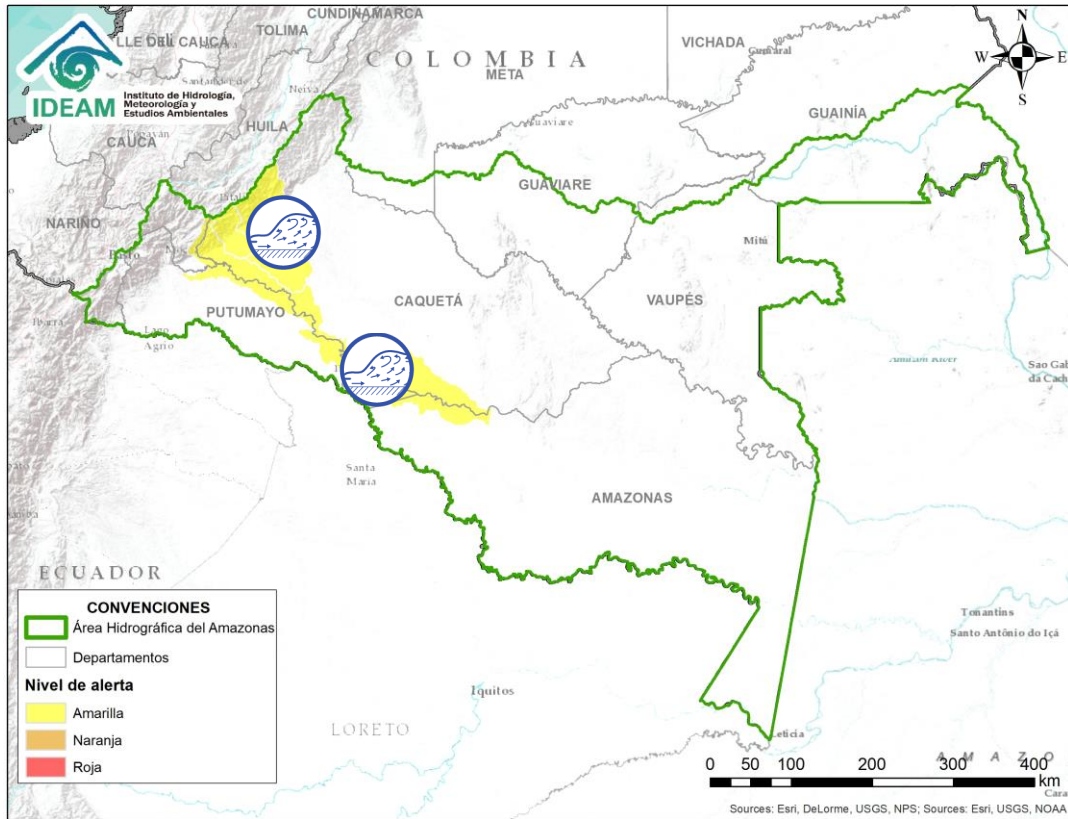 CUNDINAMARCA
TOLIMA
LLE DEL CAUCA
COLOMBIA
VICHADA
META
N
W E
S
IDEAM
Instituto de Hidrología,
Meteorología y
Estudios Ambientales
Neiva
HUILA
CAUCA
GUAINÍA
GUAVIARE
NARIÑO
Mitú
CAQUETÁ
VAUPÉS
PUTUMAYO
Lago
Agrio
Santa
Maria
AMAZONAS
ECUADOR
CONVENCIONES
Área Hidrográfica del Amazonas
Departamentos
Nivel de alerta
Amarilla
Naranja
Roja
Iquitos
LORETO
Tonantins
Santo Antônio do Içá
Leticia
0 50 100 200 300 400
km
Sources: Esri, DeLorme, USGS, NPS; Sources: Esri, USGS, NOAA